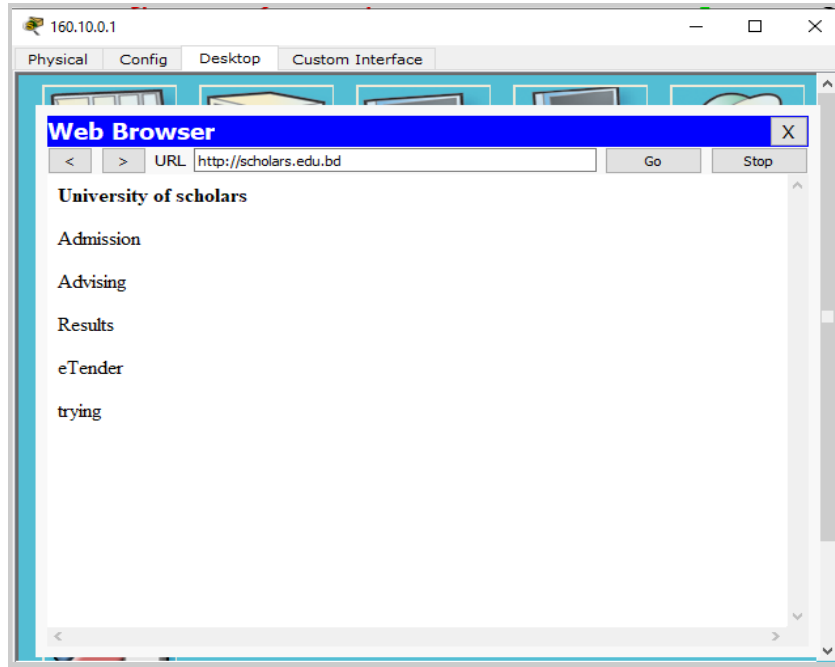 160.10.0.1
Physical Config Desktop Custom Interface
Web Browser X
< > URL http://scholars.edu.bd Go Stop
University of scholars
Admission
Advising
Results
eTender
trying